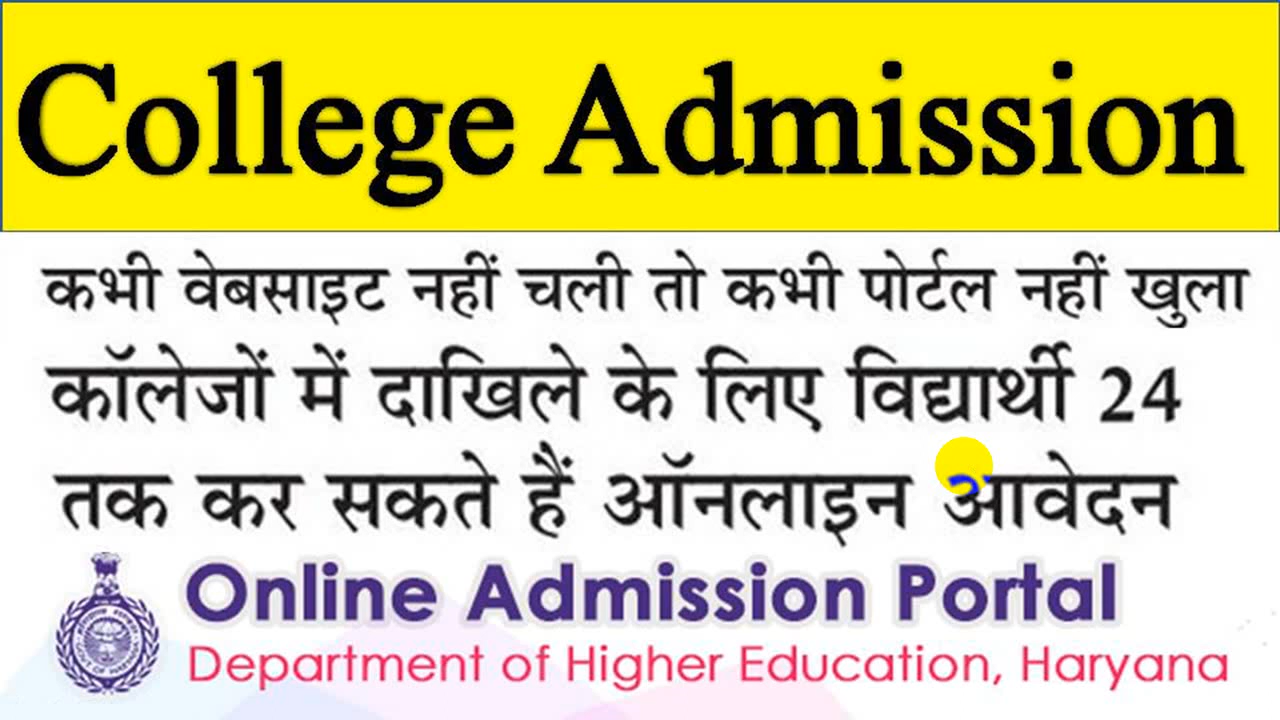 College Admission
कभी वेबसाइट नहीं चली तो कभी पोर्टल नहीं खुला
कॉलेजों में दाखिले के लिए विद्यार्थी 24
तक कर सकते हैं ऑनलाइन आवेदन
Online Admission Portal
Department of Higher Education, Haryana